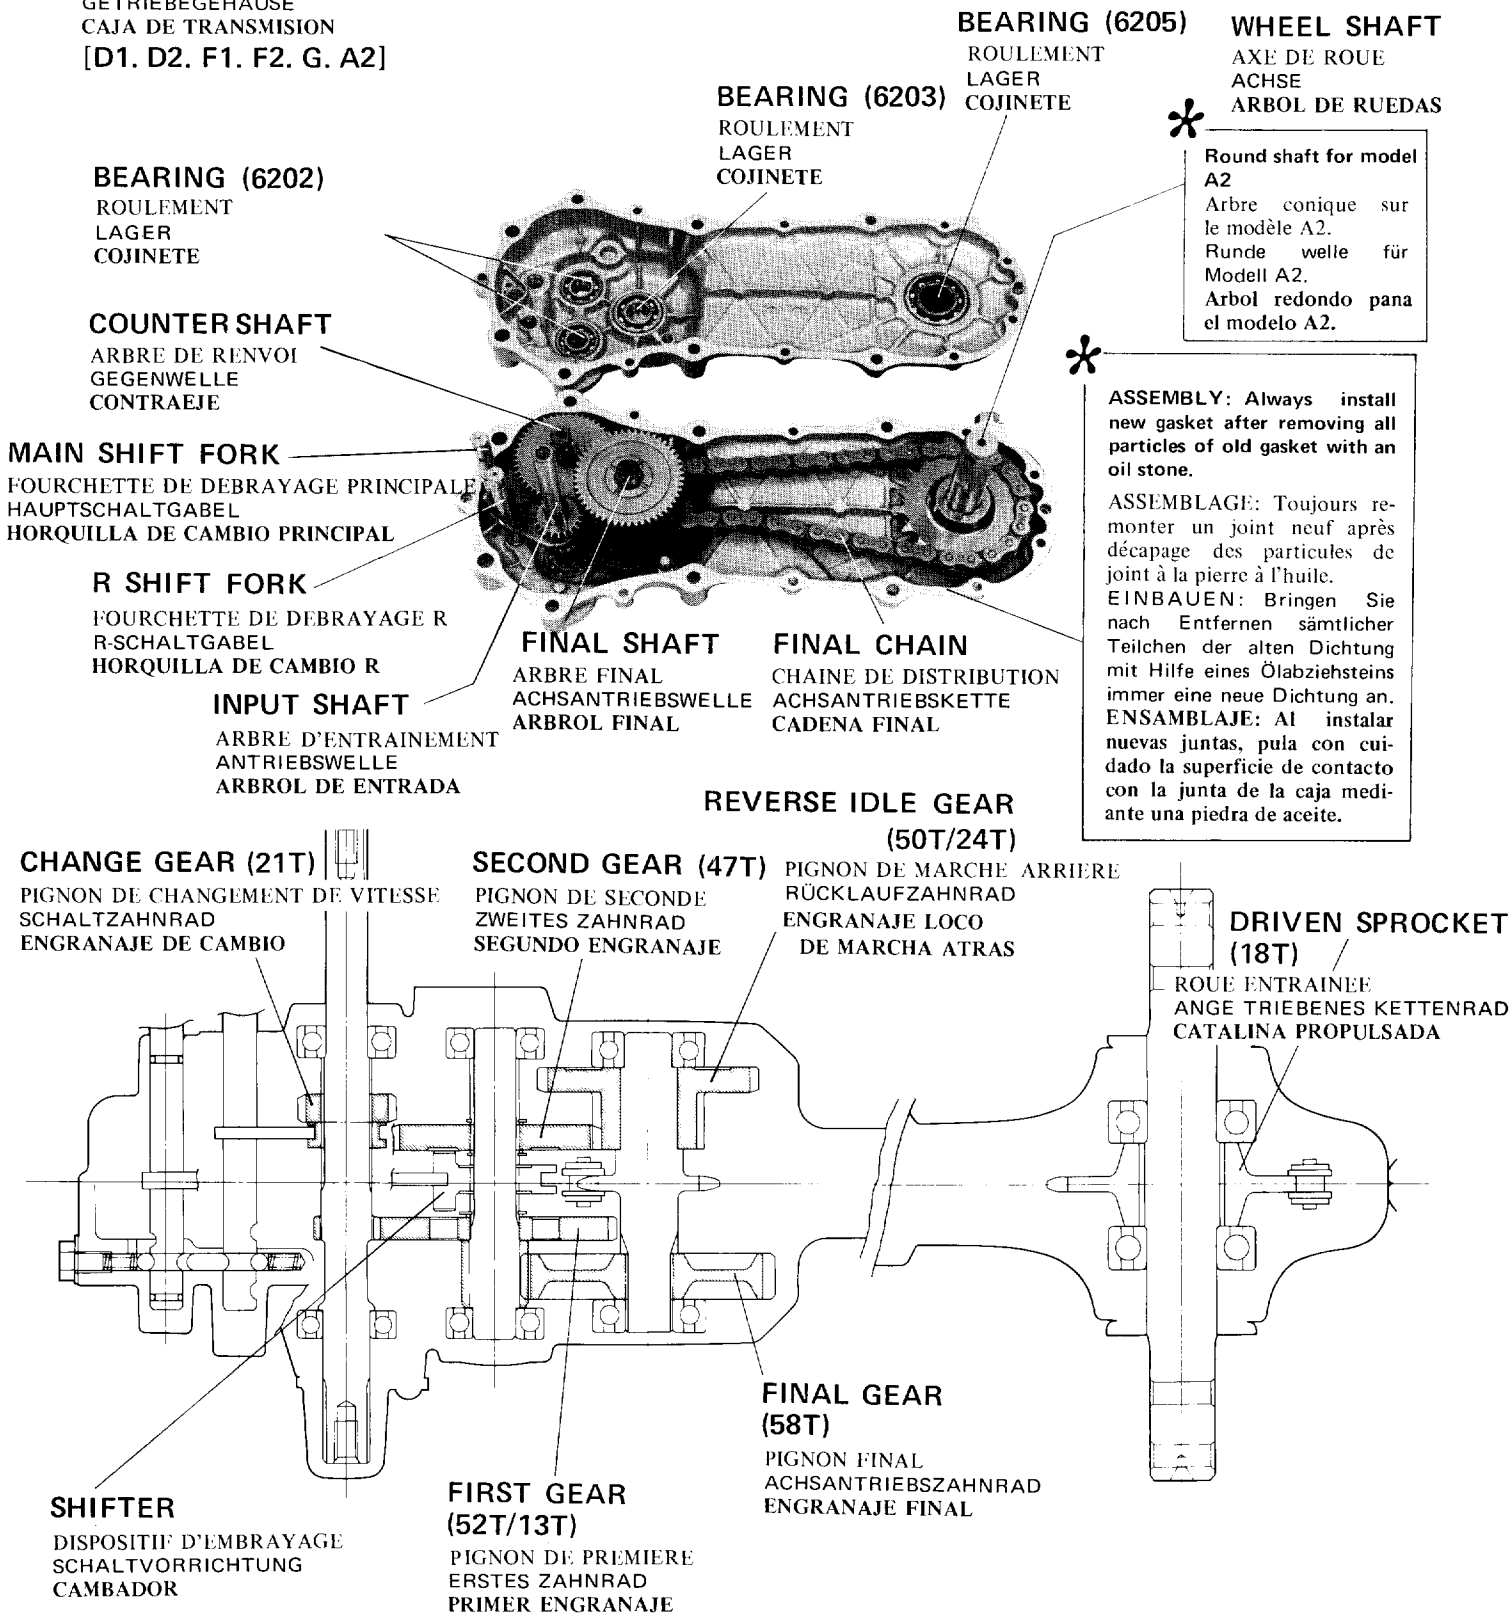 GETRIEBEGEHÄUSE
CAJA DE TRANSMISION
[D1. D2. F1. F2. G. A2]
BEARING (6205)
ROULEMENT
LAGER
COJINETE
WHEEL SHAFT
AXE DE ROUE
ACHSE
ARBOL DE RUEDAS
BEARING (6203)
ROULEMENT
LAGER
COJINETE
BEARING (6202)
ROULEMENT
LAGER
COJINETE
Round shaft for model
A2
Arbre conique sur
le modèle A2.
Runde welle für
Modell A2.
Arbol redondo pana
el modelo A2.
COUNTER SHAFT
ARBRE DE RENVOI
GEGENWELLE
CONTRAEJE
MAIN SHIFT FORK
FOURCHETTE DE DEBRAYAGE PRINCIPALE
HAUPTSCHALTGABEL
HORQUILLA DE CAMBIO PRINCIPAL
R SHIFT FORK
FOURCHETTE DE DEBRAYAGE R
R-SCHALTGABEL
HORQUILLA DE CAMBIO R
INPUT SHAFT
ARBRE D'ENTRAINEMENT
ANTRIEBSWELLE
ARBROL DE ENTRADA
FINAL SHAFT
ARBRE FINAL
ACHSANTRIEBSWELLE
ARBROL FINAL
FINAL CHAIN
CHAINE DE DISTRIBUTION
ACHSANTRIEBSKETTE
CADENA FINAL
ASSEMBLY: Always install
new gasket after removing all
particles of old gasket with an
oil stone.
ASSEMBLAGE: Toujours re-
monter un joint neuf après
décapage des particules de
joint à la pierre à l'huile.
EINBAUEN: Bringen Sie
nach Entfernen sämtlicher
Teilchen der alten Dichtung
mit Hilfe eines Ölabziehsteins
immer eine neue Dichtung an.
ENSAMBLAJE: Al instalar
nuevas juntas, pula con cui-
dado la superficie de contacto
con la junta de la caja medi-
ante una piedra de aceite.
CHANGE GEAR (21T)
PIGNON DE CHANGEMENT DE VITESSE
SCHALTZAHNRAD
ENGRANAJE DE CAMBIO
SECOND GEAR (47T)
PIGNON DE SECONDE
ZWEITES ZAHNRAD
SEGUNDO ENGRANAJE
REVERSE IDLE GEAR
(50T/24T)
PIGNON DE MARCHE ARRIERE
RÜCKLAUFZAHNRAD
ENGRANAJE LOCO
DE MARCHA ATRAS
DRIVEN SPROCKET
(18T)
ROUE ENTRAINEE
ANGE TRIEBENES KETTENRAD
CATALINA PROPULSADA
FINAL GEAR
(58T)
PIGNON FINAL
ACHSANTRIEBSZAHNRAD
ENGRANAJE FINAL
SHIFTER
DISPOSITIF D'EMBRAYAGE
SCHALTVORRICHTUNG
CAMBADOR
FIRST GEAR
(52T/13T)
PIGNON DE PREMIERE
ERSTES ZAHNRAD
PRIMER ENGRANAJE